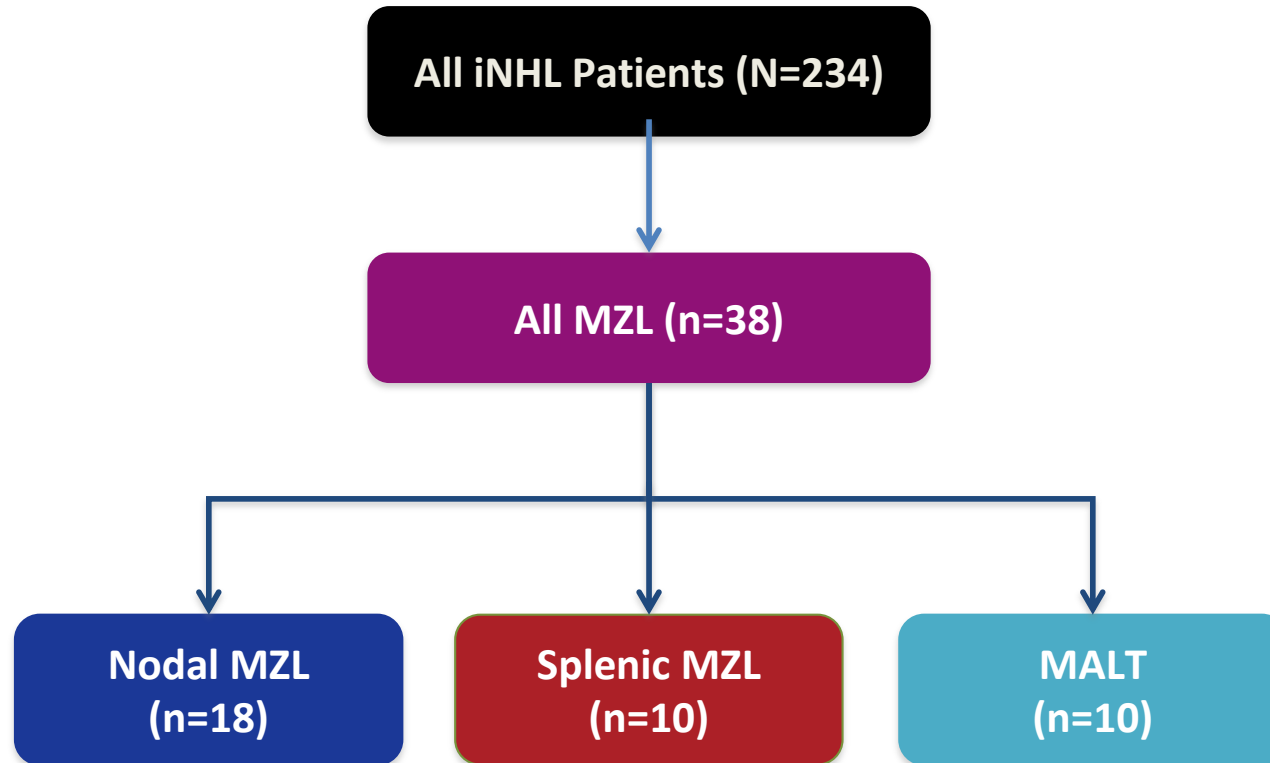 All iNHL Patients (N=234)
All MZL (n=38)
Nodal MZL
(n=18)
Splenic MZL
(n=10)
MALT
(n=10)